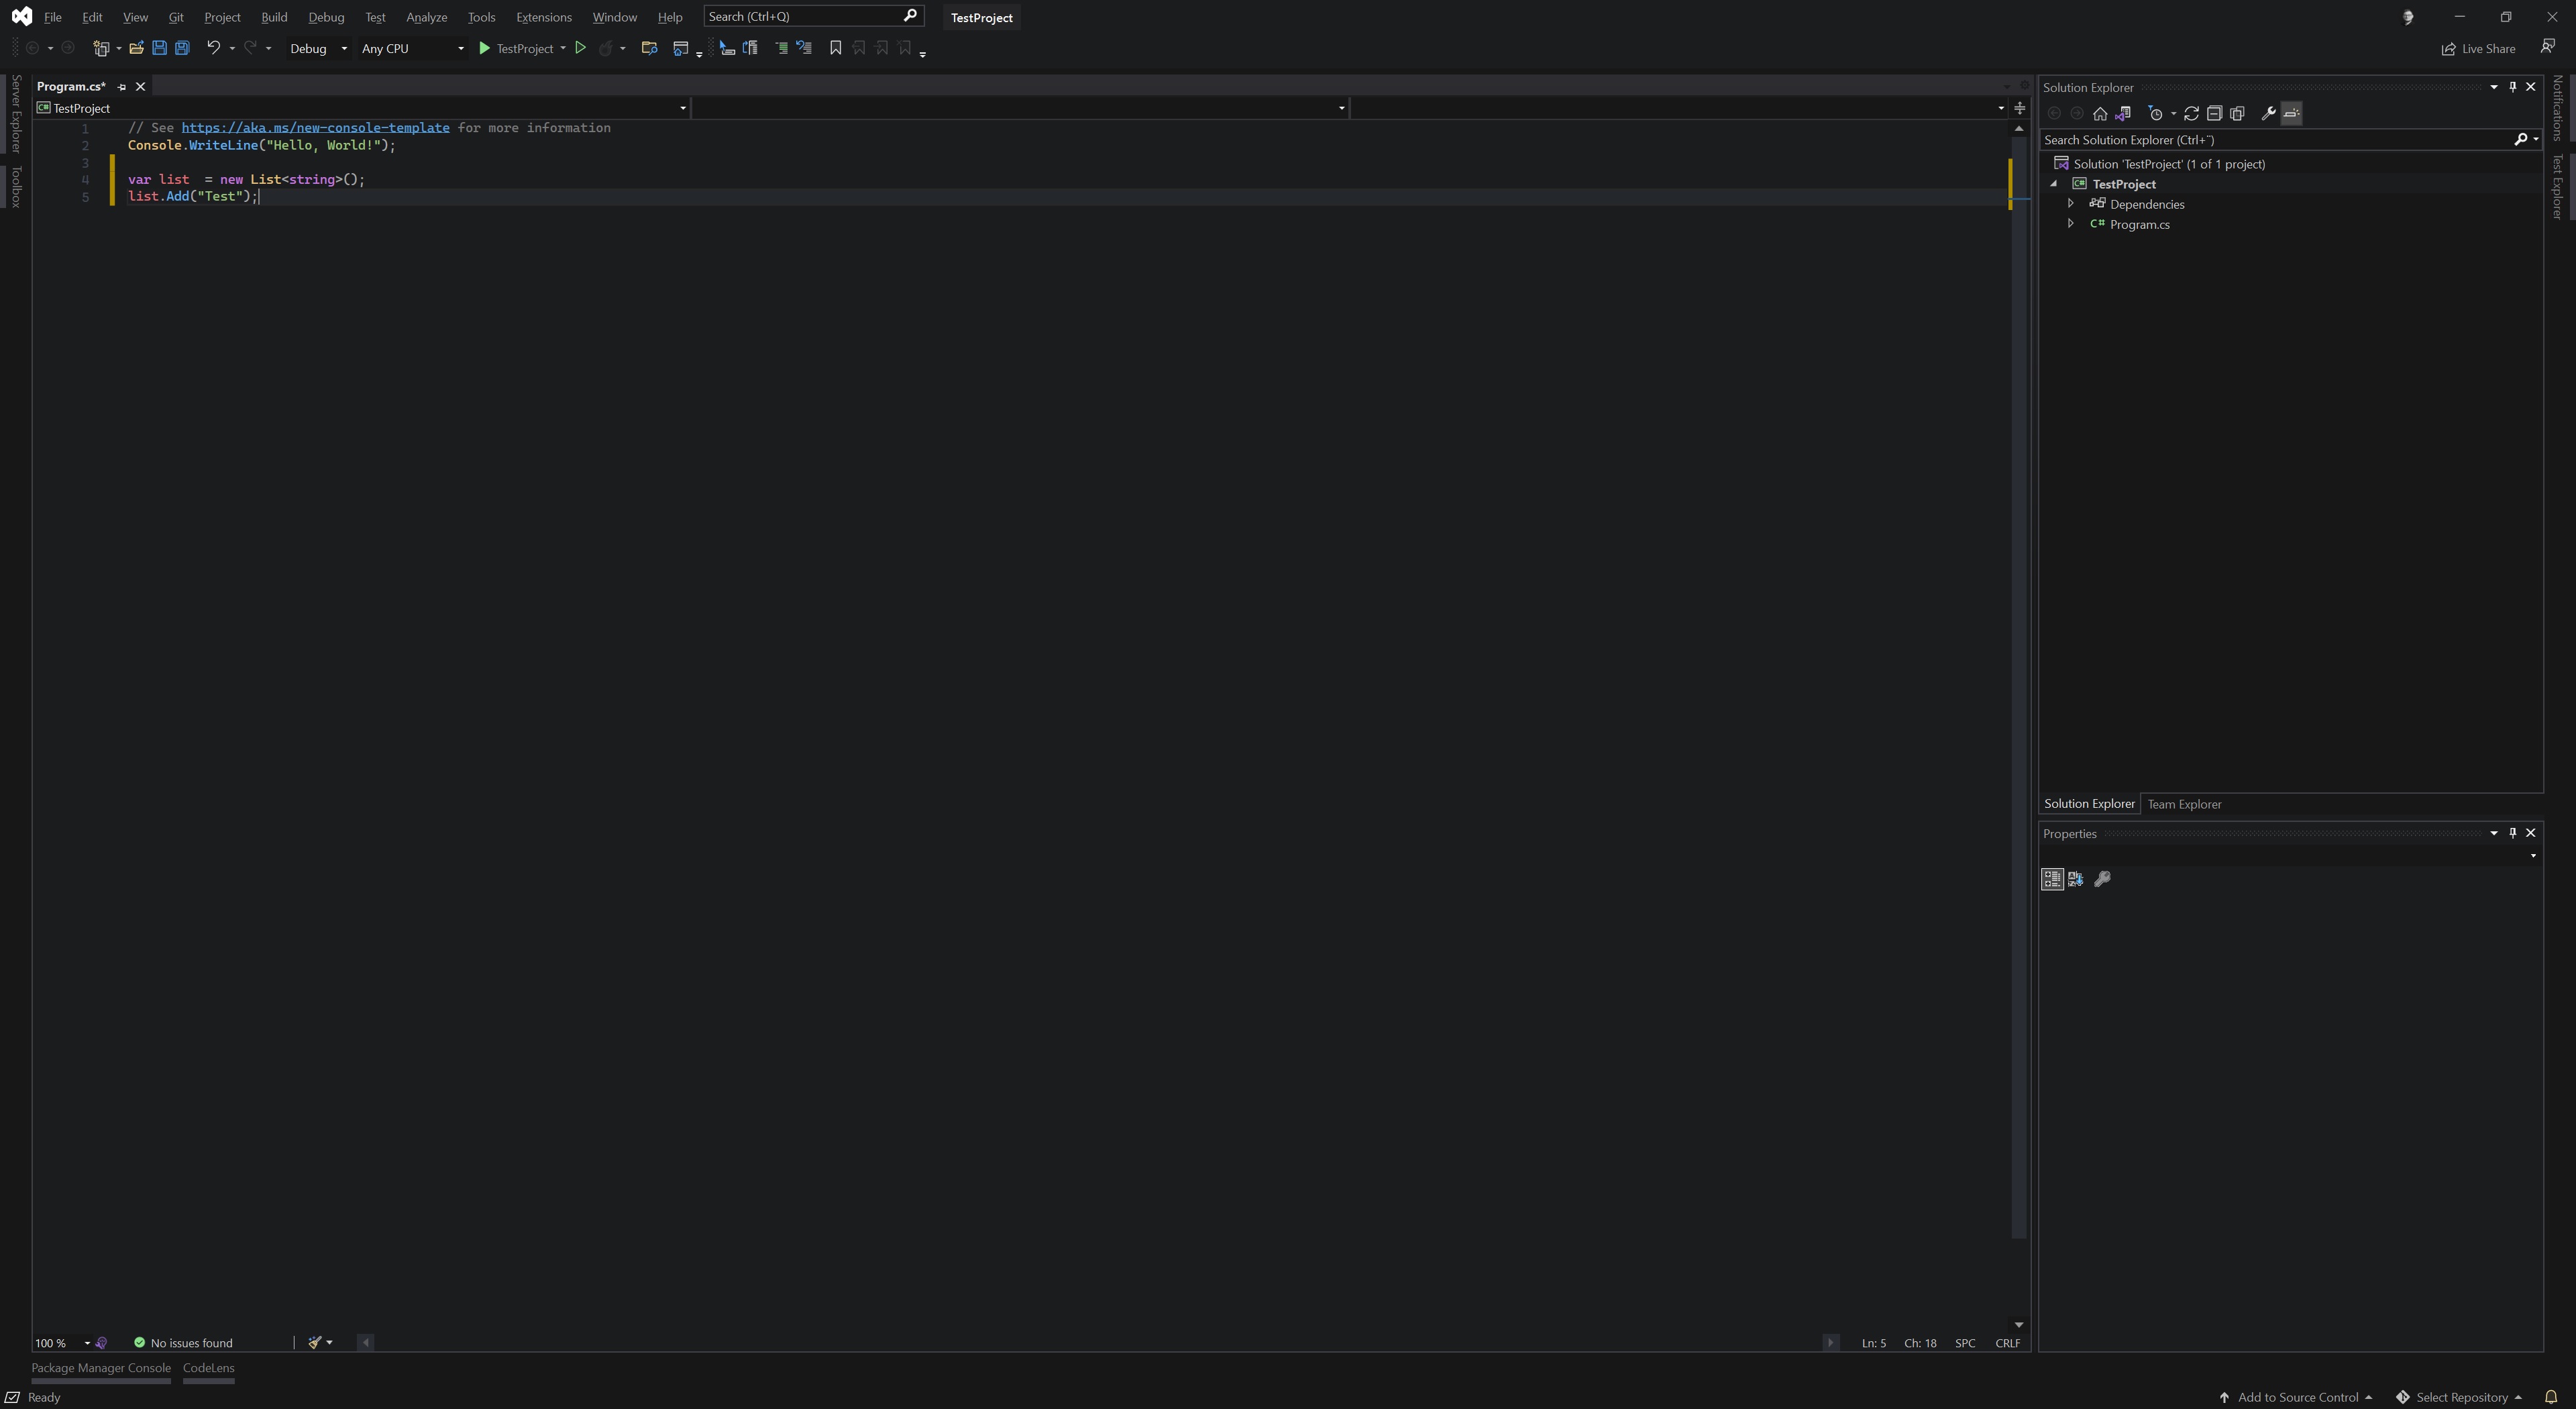 File Edit View Git Project Build Debug Test Analyze Tools Extensions Window Help Search (Ctrl+Q) TestProject
Debug Any CPU TestProject Live Share
Server Explorer
Toolbox
Program.cs*
TestProject
1 // See https://aka.ms/new-console-template for more information
2 Console.WriteLine("Hello, World!");
3
4 var list  = new List<string>();
5 list.Add("Test");
100 % No issues found Ln: 5 Ch: 18 SPC CRLF
Solution Explorer
Search Solution Explorer (Ctrl+¨)
Solution 'TestProject' (1 of 1 project)
C# TestProject
Dependencies
C# Program.cs
Solution Explorer Team Explorer
Properties
Notifications
Test Explorer
Package Manager Console CodeLens
Ready Add to Source Control Select Repository